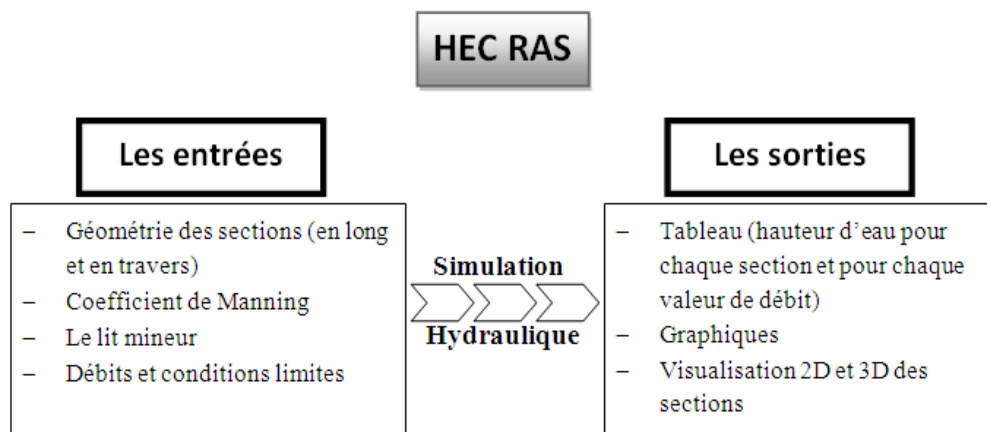 HEC RAS
Les entrées
– Géométrie des sections (en long
et en travers)
– Coefficient de Manning
– Le lit mineur
– Débits et conditions limites
Simulation
Hydraulique
Les sorties
– Tableau (hauteur d'eau pour
chaque section et pour chaque
valeur de débit)
– Graphiques
– Visualisation 2D et 3D des
sections